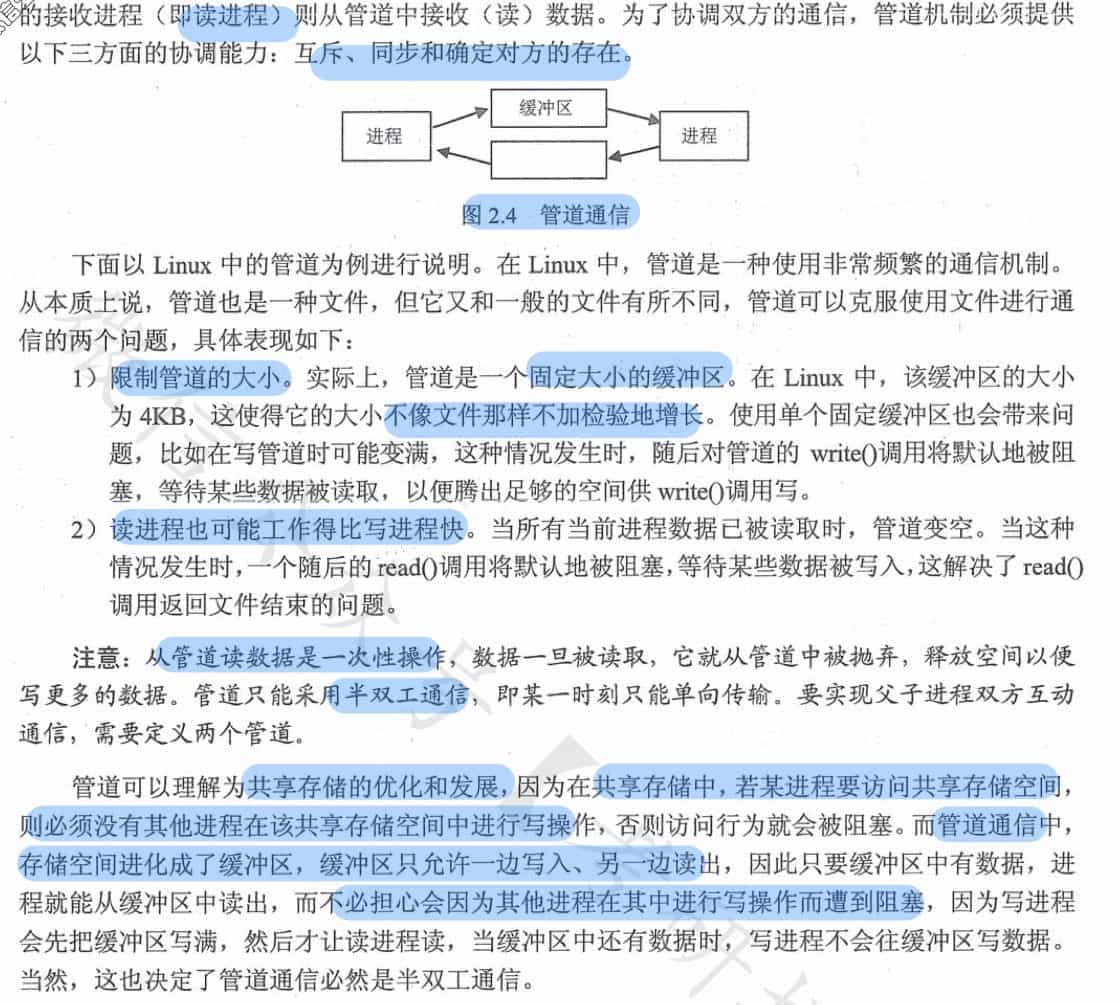 的接收进程（即读进程）则从管道中接收（读）数据。为了协调双方的通信，管道机制必须提供
以下三方面的协调能力：互斥、同步和确定对方的存在。
缓冲区
进程
进程
图 2.4 管道通信
下面以 Linux 中的管道为例进行说明。在 Linux 中，管道是一种使用非常频繁的通信机制。
从本质上说，管道也是一种文件，但它又和一般的文件有所不同，管道可以克服使用文件进行通
信的两个问题，具体表现如下：
1）限制管道的大小。实际上，管道是一个固定大小的缓冲区。在 Linux 中，该缓冲区的大小
为 4KB，这使得它的大小不像文件那样不加检验地增长。使用单个固定缓冲区也会带来问
题，比如在写管道时可能变满，这种情况发生时，随后对管道的 write()调用将默认地被阻
塞，等待某些数据被读取，以便腾出足够的空间供 write()调用写。
2）读进程也可能工作得比写进程快。当所有当前进程数据已被读取时，管道变空。当这种
情况发生时，一个随后的 read()调用将默认地被阻塞，等待某些数据被写入，这解决了 read()
调用返回文件结束的问题。
注意：从管道读数据是一次性操作，数据一旦被读取，它就从管道中被抛弃，释放空间以便
写更多的数据。管道只能采用半双工通信，即某一时刻只能单向传输。要实现父子进程双方互动
通信，需要定义两个管道。
管道可以理解为共享存储的优化和发展，因为在共享存储中，若某进程要访问共享存储空间，
则必须没有其他进程在该共享存储空间中进行写操作，否则访问行为就会被阻塞。而管道通信中，
存储空间进化成了缓冲区，缓冲区只允许一边写入、另一边读出，因此只要缓冲区中有数据，进
程就能从缓冲区中读出，而不必担心会因为其他进程在其中进行写操作而遭到阻塞，因为写进程
会先把缓冲区写满，然后才让读进程读，当缓冲区中还有数据时，写进程不会往缓冲区写数据。
当然，这也决定了管道通信必然是半双工通信。